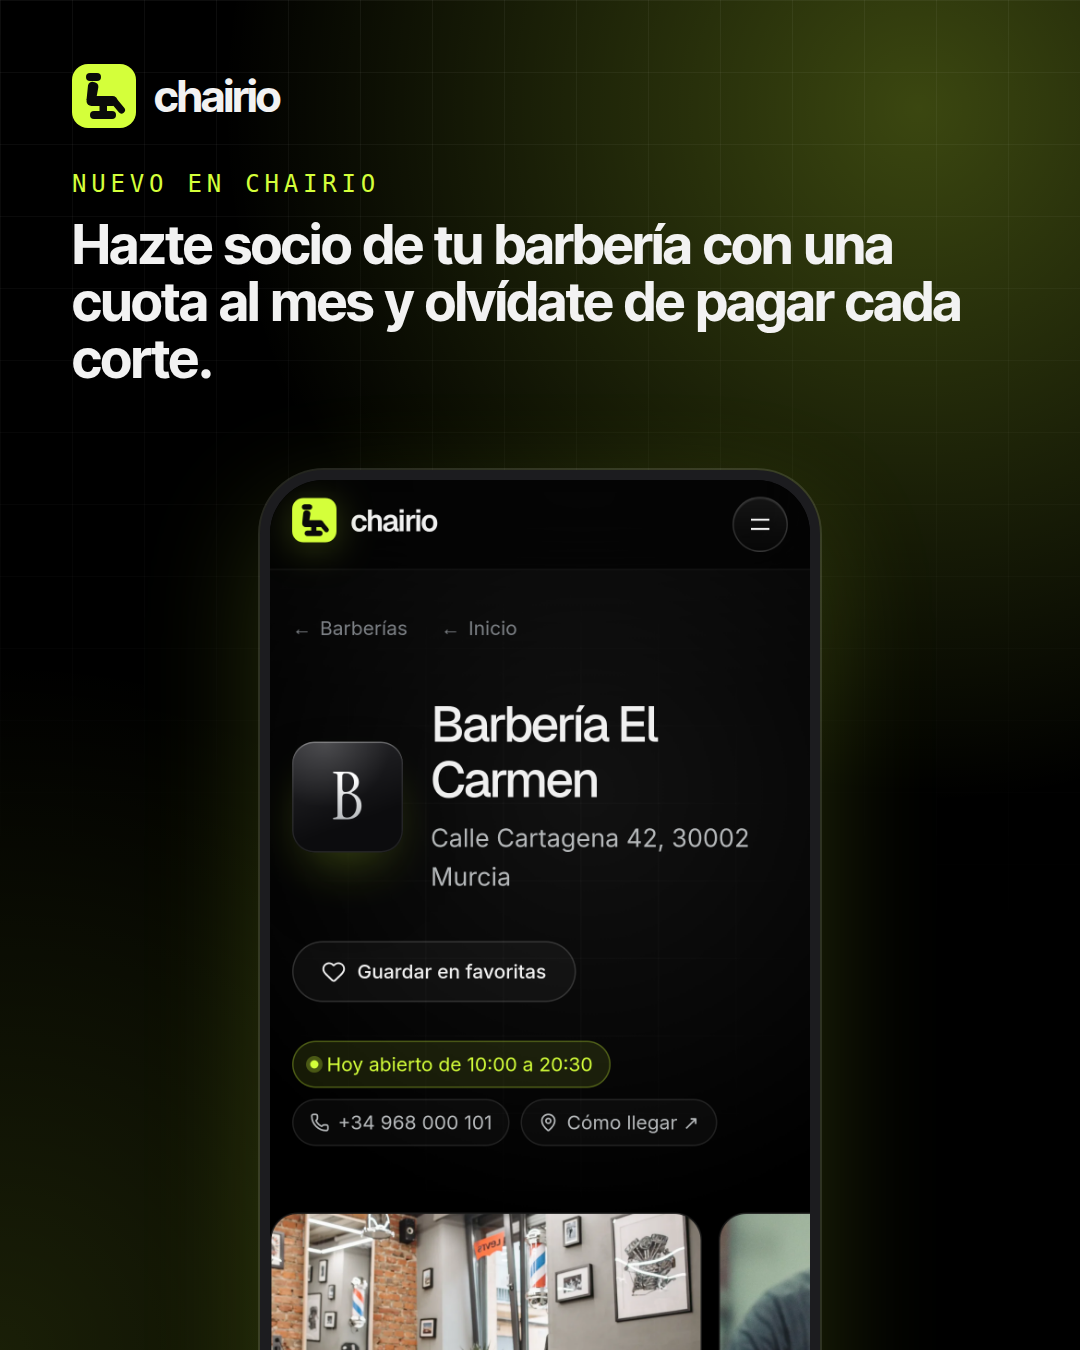 chairio
NUEVO EN CHAIRIO
Hazte socio de tu barbería con una
cuota al mes y olvídate de pagar cada
corte.
chairio
← Barberías ← Inicio
B
Barbería El
Carmen
Calle Cartagena 42, 30002
Murcia
Guardar en favoritas
Hoy abierto de 10:00 a 20:30
+34 968 000 101
Cómo llegar ↗